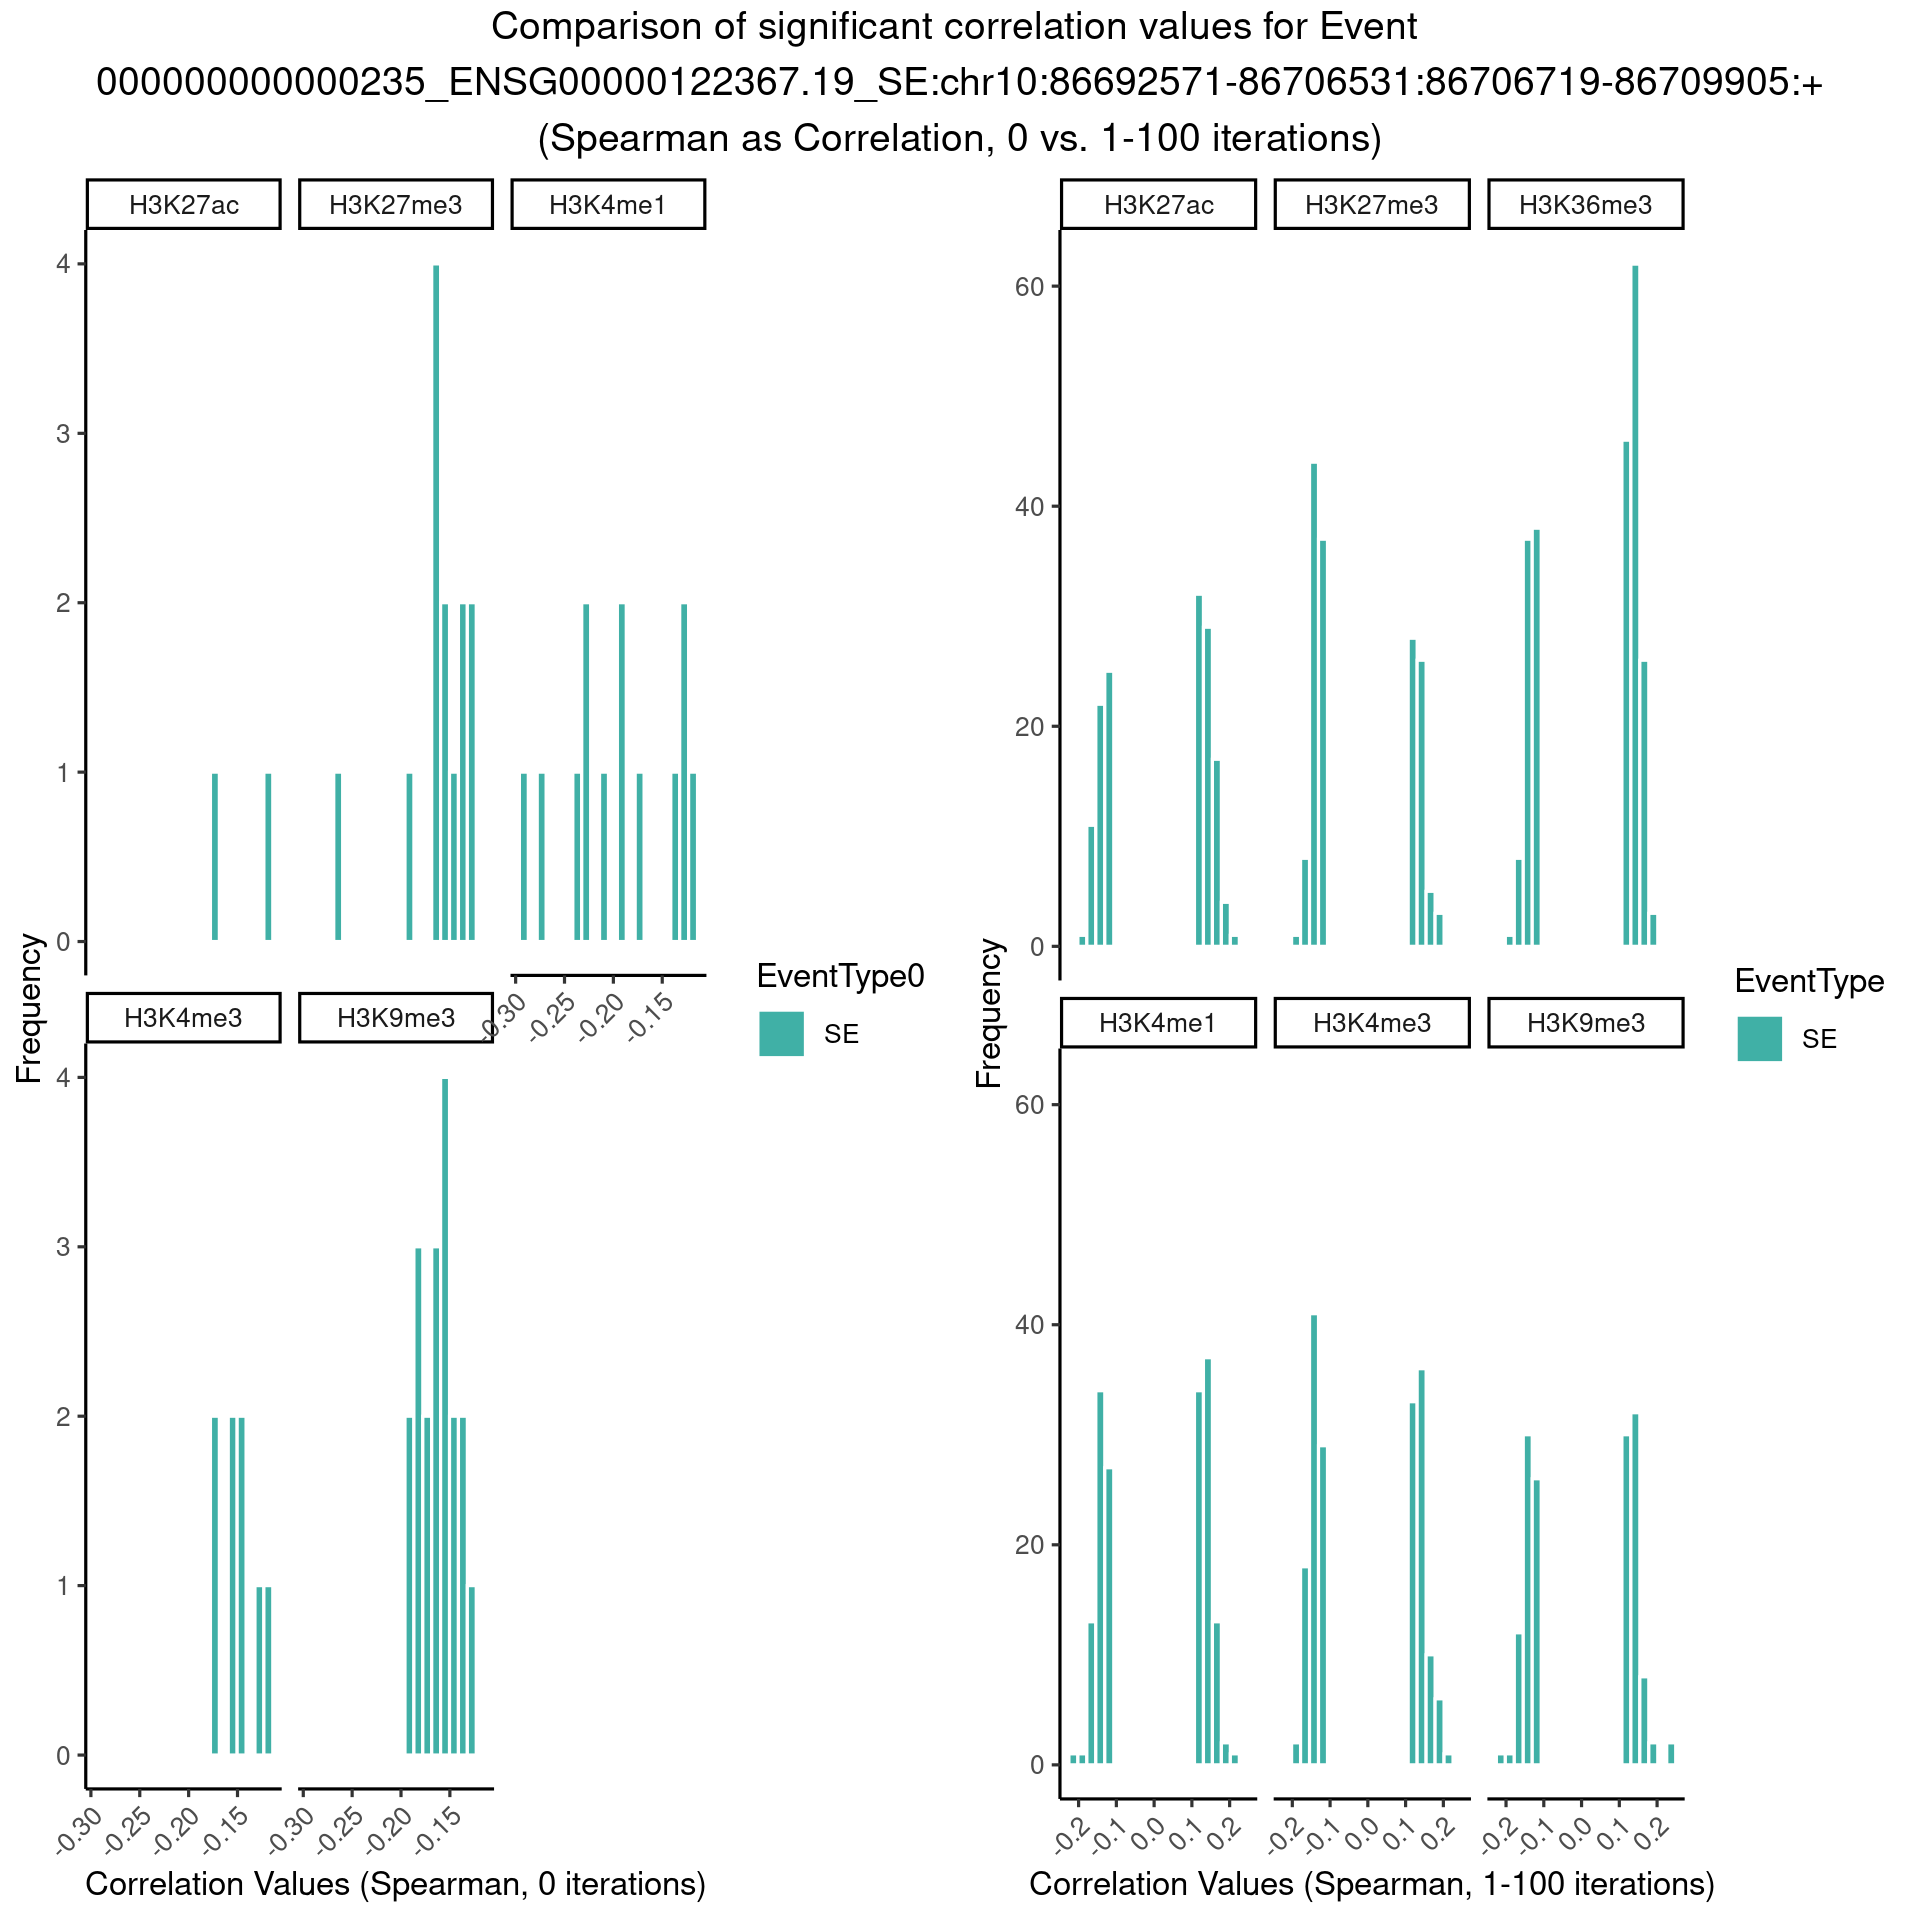 Comparison of significant correlation values for Event
000000000000235_ENSG00000122367.19_SE:chr10:86692571-86706531:86706719-86709905:+
(Spearman as Correlation, 0 vs. 1-100 iterations)
H3K27ac
H3K27me3
H3K4me1
4
3
2
1
0
-0.30
-0.25
-0.20
-0.15
H3K4me3
H3K9me3
4
3
2
1
0
-0.30
-0.25
-0.20
-0.15
-0.30
-0.25
-0.20
-0.15
Frequency
Correlation Values (Spearman, 0 iterations)
EventType0
SE
H3K27ac
H3K27me3
H3K36me3
60
40
20
0
H3K4me1
H3K4me3
H3K9me3
60
40
20
0
-0.2
-0.1
0.0
0.1
0.2
-0.2
-0.1
0.0
0.1
0.2
-0.2
-0.1
0.0
0.1
0.2
Frequency
Correlation Values (Spearman, 1-100 iterations)
EventType
SE